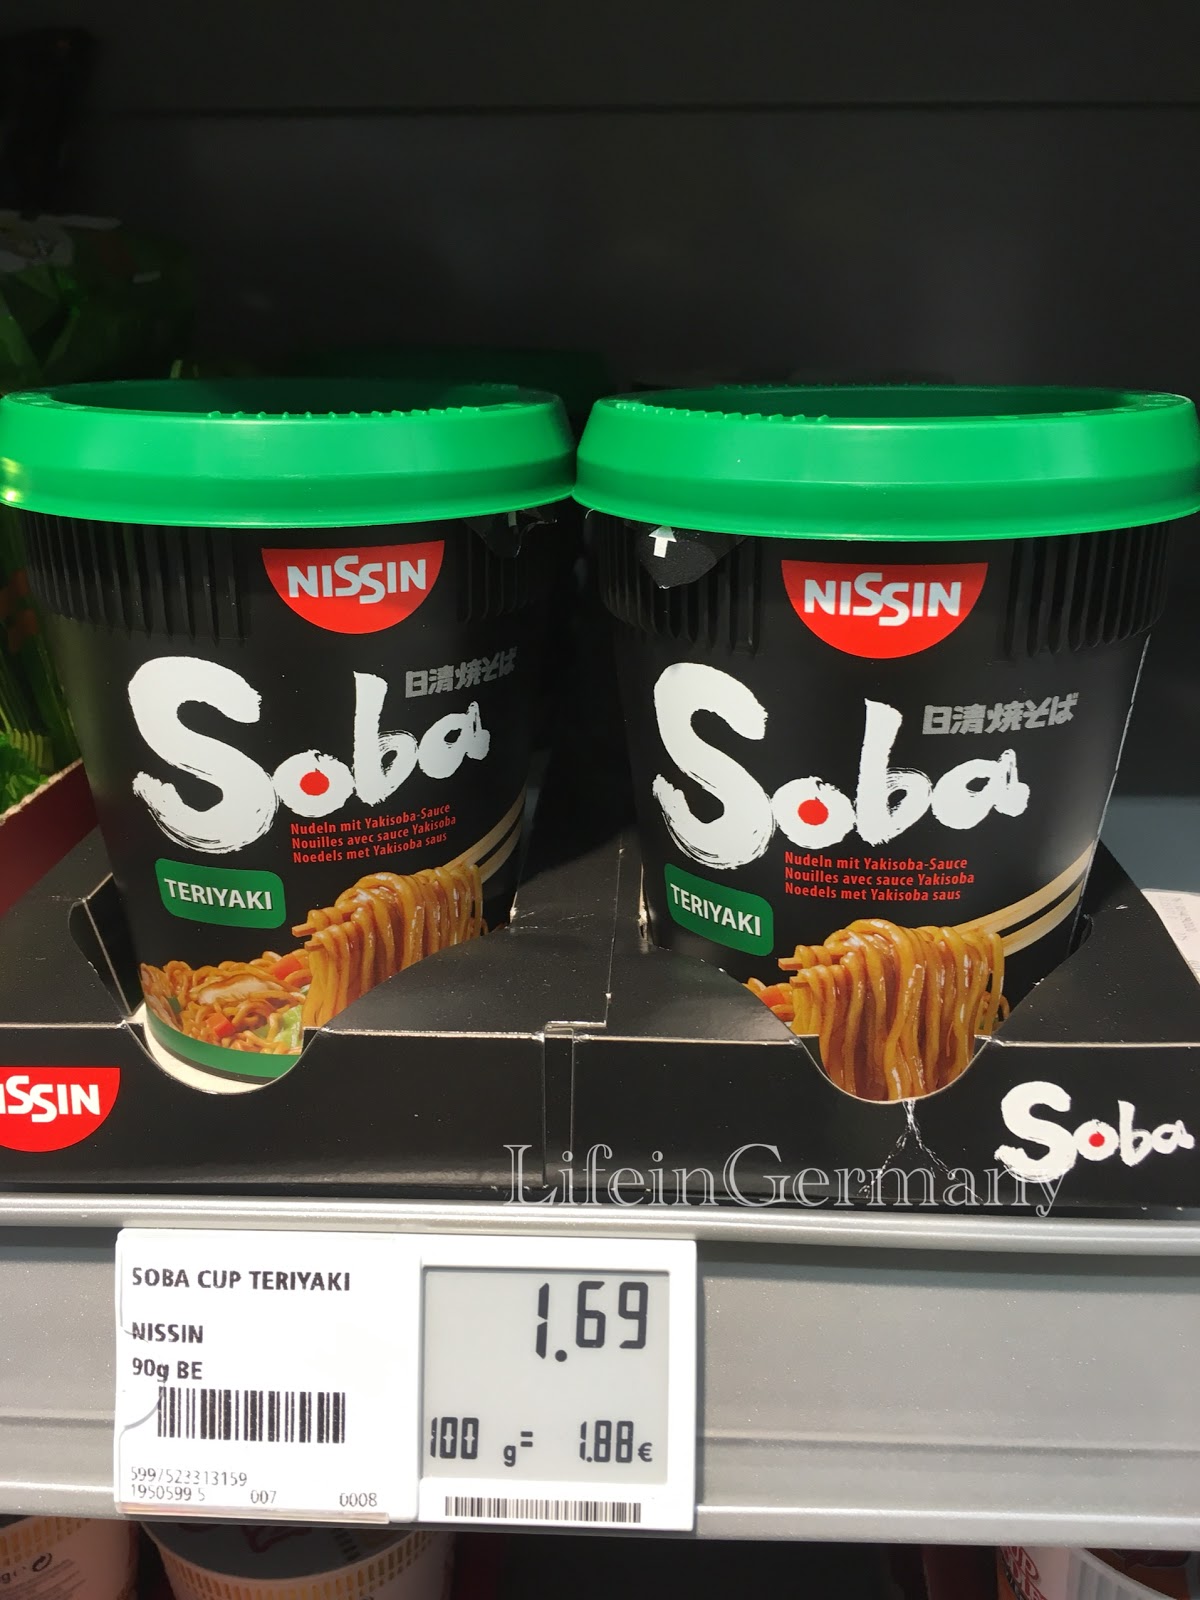 NISSIN
日清焼そば
Soba
Nudeln mit Yakisoba-Sauce
Nouilles avec sauce Yakisoba
Noedels met Yakisoba saus
TERIYAKI
NISSIN
日清焼そば
Soba
Nudeln mit Yakisoba-Sauce
Nouilles avec sauce Yakisoba
Noedels met Yakisoba saus
TERIYAKI
ISSIN
Soba
LifeinGermany
SOBA CUP TERIYAKI
NISSIN
90g BE
5997523313159
1950599 5 007 0008
1.69
100 g = 1.88 €